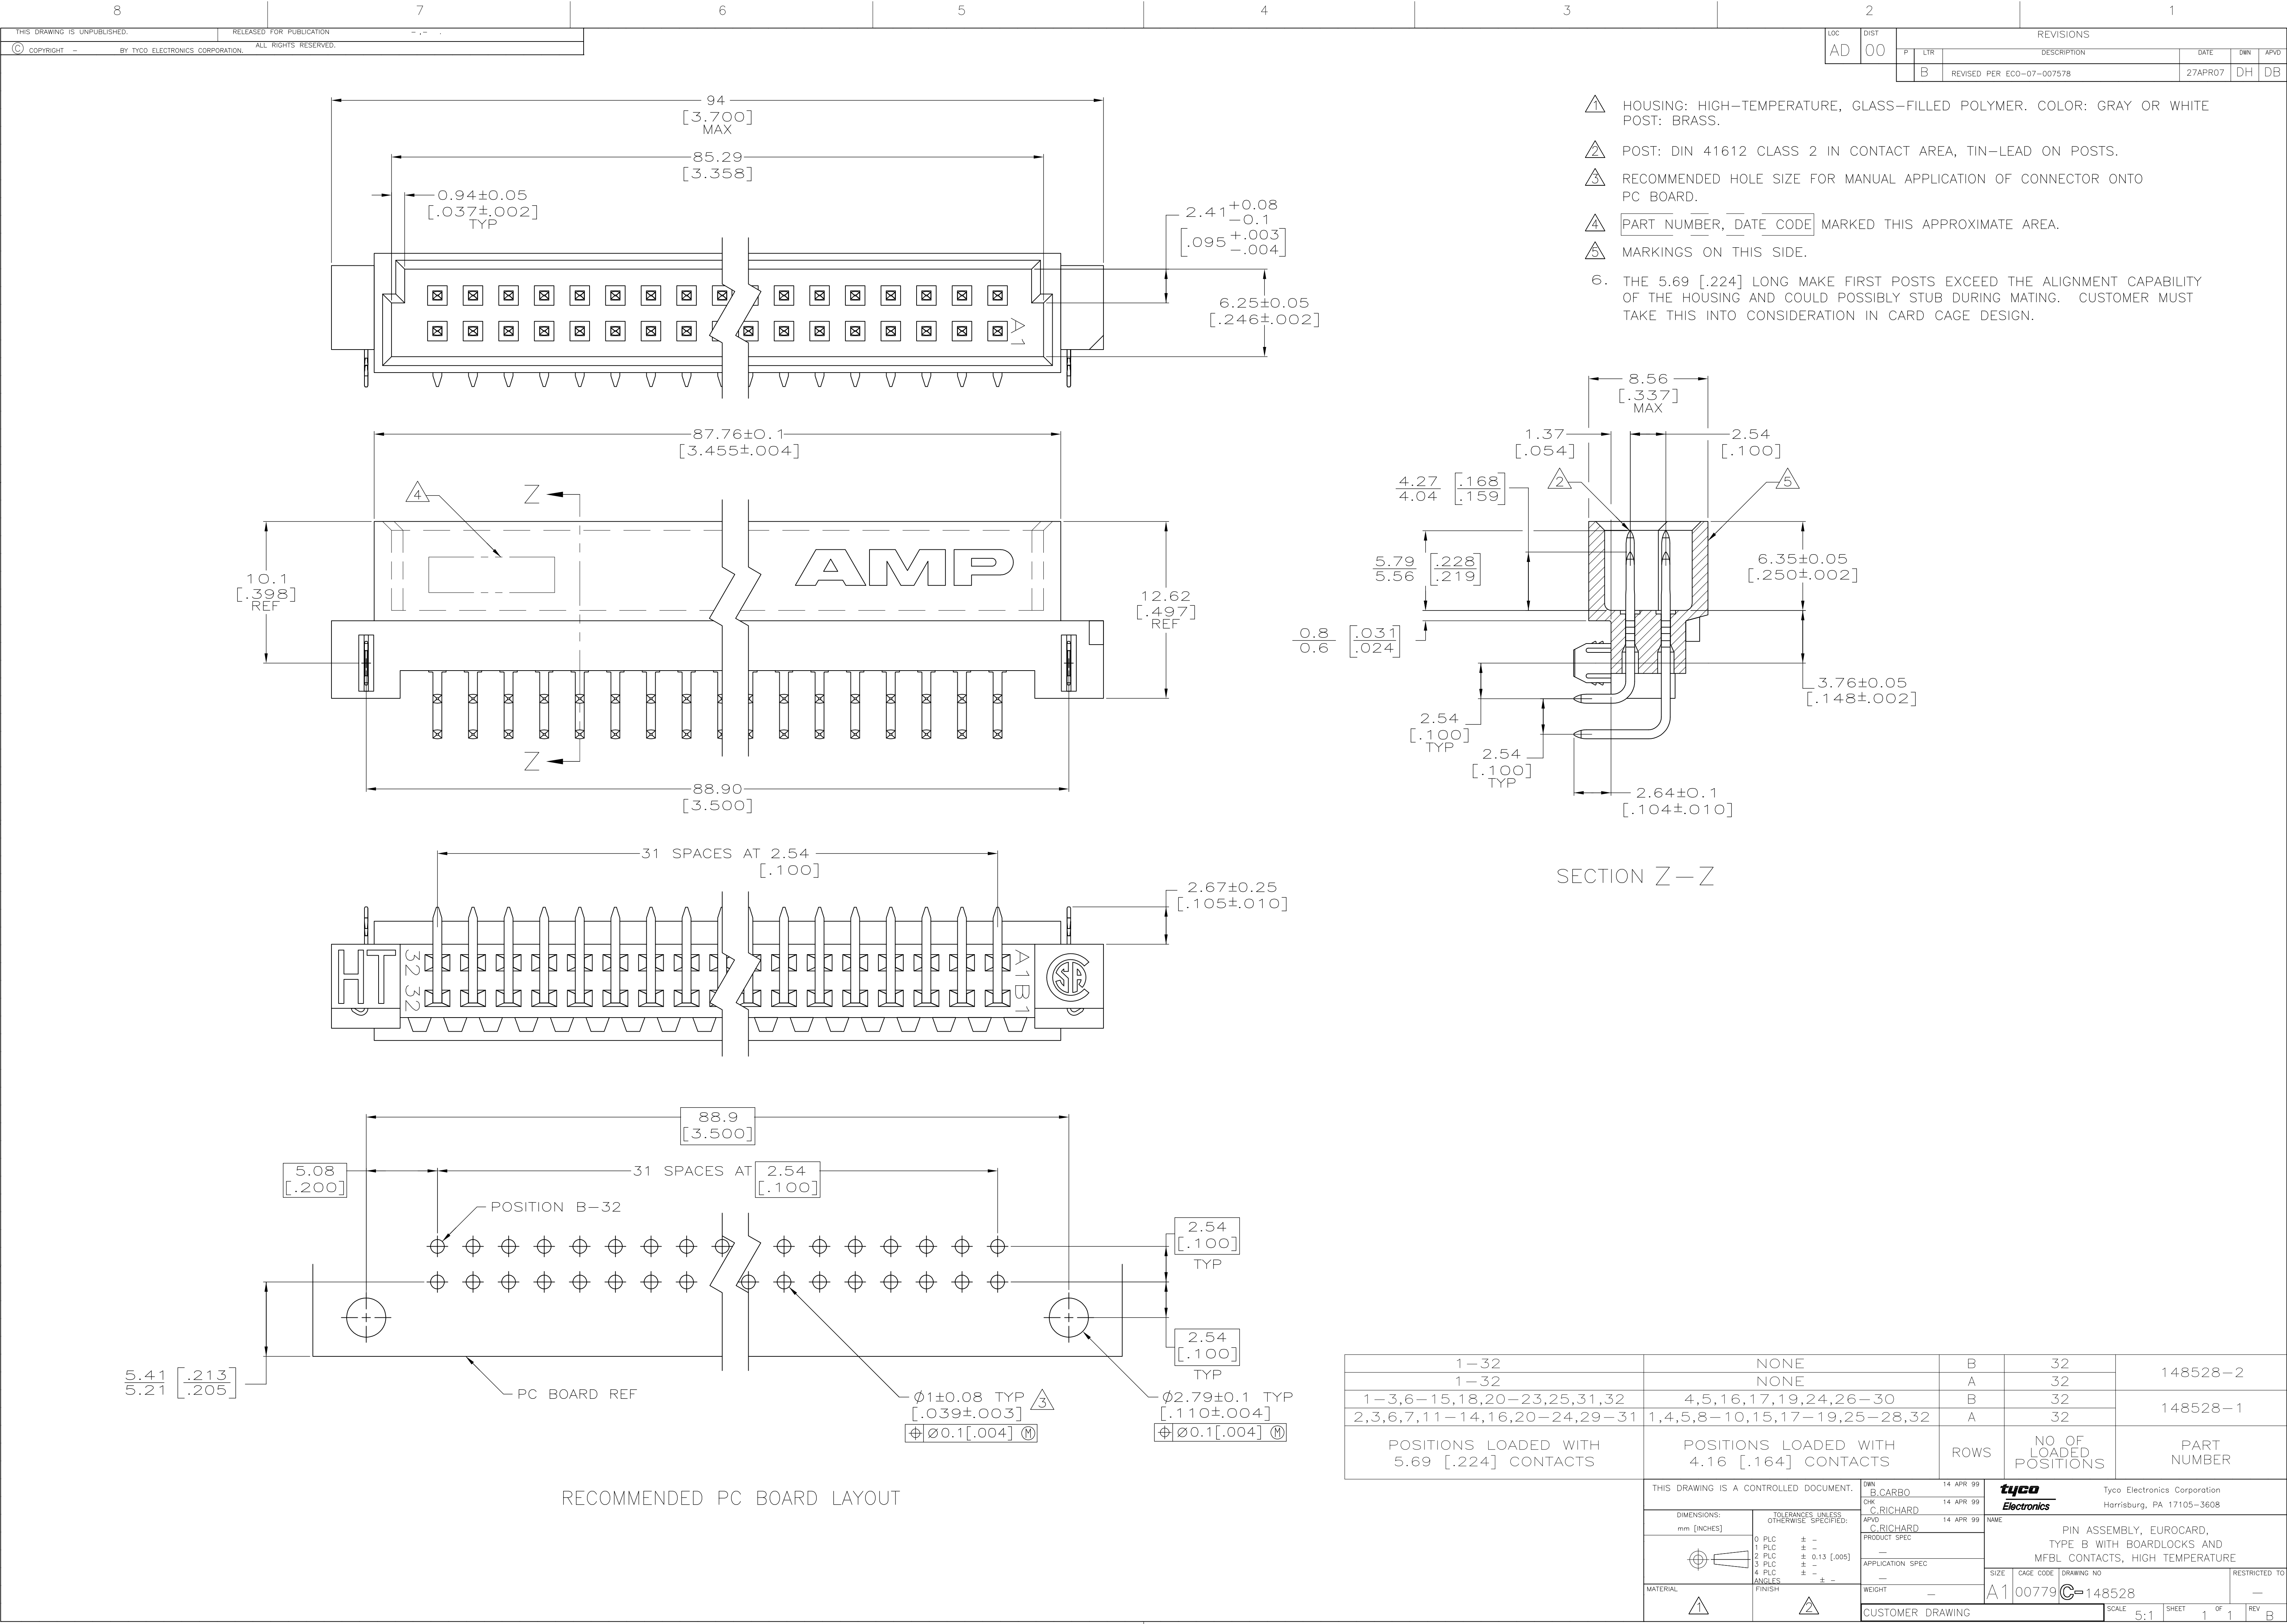 8 7 6 5 4 3 2 1
THIS DRAWING IS UNPUBLISHED. RELEASED FOR PUBLICATION - ,- .
© COPYRIGHT - BY TYCO ELECTRONICS CORPORATION. ALL RIGHTS RESERVED.
LOC DIST REVISIONS
AD 00 P LTR DESCRIPTION DATE DWN APVD
B REVISED PER ECO-07-007578 27APR07 DH DB
1 HOUSING: HIGH-TEMPERATURE, GLASS-FILLED POLYMER. COLOR: GRAY OR WHITE
POST: BRASS.
2 POST: DIN 41612 CLASS 2 IN CONTACT AREA, TIN-LEAD ON POSTS.
3 RECOMMENDED HOLE SIZE FOR MANUAL APPLICATION OF CONNECTOR ONTO
PC BOARD.
4 PART NUMBER, DATE CODE MARKED THIS APPROXIMATE AREA.
5 MARKINGS ON THIS SIDE.
6. THE 5.69 [.224] LONG MAKE FIRST POSTS EXCEED THE ALIGNMENT CAPABILITY
OF THE HOUSING AND COULD POSSIBLY STUB DURING MATING. CUSTOMER MUST
TAKE THIS INTO CONSIDERATION IN CARD CAGE DESIGN.
94
[3.700]
MAX
85.29
[3.358]
0.94±0.05
[.037±.002]
TYP
2.41 +0.08
-0.1
[.095 +.003
-.004]
6.25±0.05
[.246±.002]
A1
87.76±0.1
[3.455±.004]
4
Z
AMP
10.1
[.398]
REF
12.62
[.497]
REF
Z
88.90
[3.500]
8.56
[.337]
MAX
1.37
[.054]
2.54
[.100]
4.27 [.168
4.04 .159]
2
5
5.79 [.228
5.56 .219]
6.35±0.05
[.250±.002]
0.8 [.031
0.6 .024]
3.76±0.05
[.148±.002]
2.54
[.100]
TYP
2.54
[.100]
TYP
2.64±0.1
[.104±.010]
SECTION Z-Z
31 SPACES AT 2.54
[.100]
2.67±0.25
[.105±.010]
HT 32 32 A1 B1 CSA
88.9
[3.500]
5.08
[.200]
31 SPACES AT 2.54
[.100]
POSITION B-32
2.54
[.100]
TYP
2.54
[.100]
TYP
5.41 [.213
5.21 .205]
PC BOARD REF
Ø1±0.08 TYP 3
[.039±.003]
⌖ Ø0.1[.004] Ⓜ
Ø2.79±0.1 TYP
[.110±.004]
⌖ Ø0.1[.004] Ⓜ
RECOMMENDED PC BOARD LAYOUT
1-32 NONE B 32 148528-2
1-32 NONE A 32
1-3,6-15,18,20-23,25,31,32 4,5,16,17,19,24,26-30 B 32 148528-1
2,3,6,7,11-14,16,20-24,29-31 1,4,5,8-10,15,17-19,25-28,32 A 32
POSITIONS LOADED WITH
5.69 [.224] CONTACTS
POSITIONS LOADED WITH
4.16 [.164] CONTACTS
ROWS
NO OF
LOADED
POSITIONS
PART
NUMBER
THIS DRAWING IS A CONTROLLED DOCUMENT.
DWN 14 APR 99
B.CARBO
CHK 14 APR 99
C.RICHARD
APVD 14 APR 99
C.RICHARD
PRODUCT SPEC
-
APPLICATION SPEC
-
WEIGHT -
DIMENSIONS:
mm [INCHES]
TOLERANCES UNLESS
OTHERWISE SPECIFIED:
0 PLC ± -
1 PLC ± -
2 PLC ± 0.13 [.005]
3 PLC ± -
4 PLC ± -
ANGLES ± -
MATERIAL 1
FINISH 2
tyco
Electronics
Tyco Electronics Corporation
Harrisburg, PA 17105-3608
NAME
PIN ASSEMBLY, EUROCARD,
TYPE B WITH BOARDLOCKS AND
MFBL CONTACTS, HIGH TEMPERATURE
SIZE CAGE CODE DRAWING NO RESTRICTED TO
A1 00779 C-148528 -
CUSTOMER DRAWING SCALE 5:1 SHEET 1 OF 1 REV B